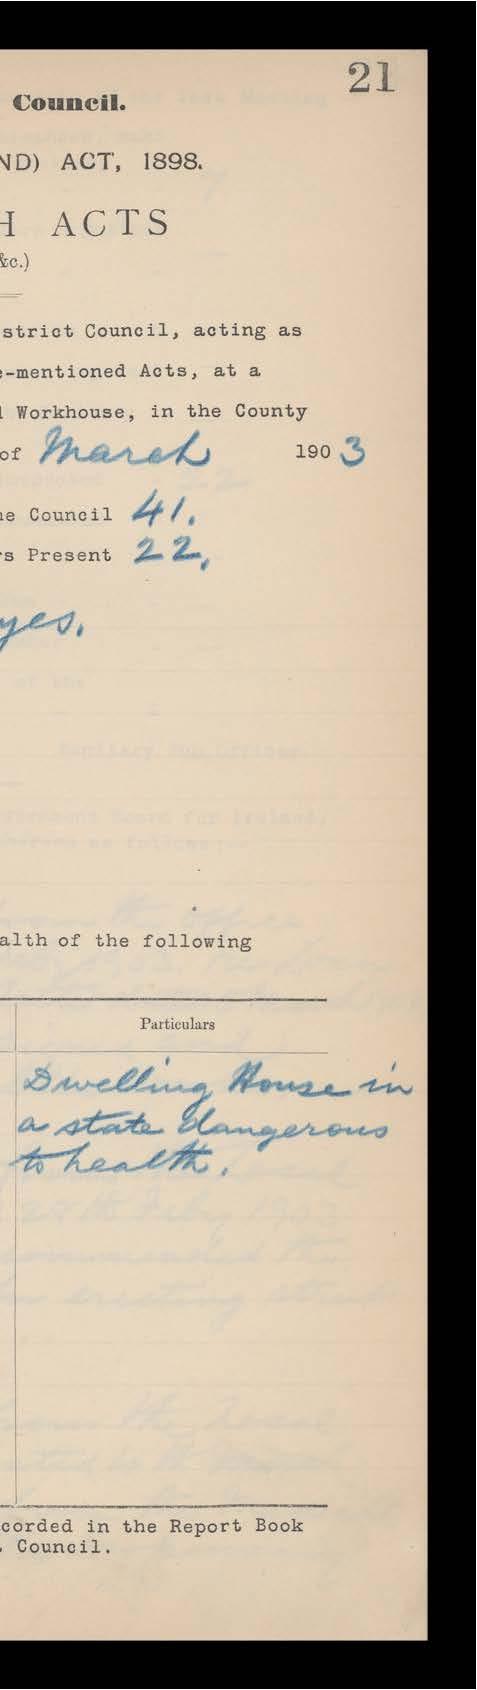 21
Council.
ND) ACT, 1898.
H ACTS
&c.)
strict Council, acting as
e-mentioned Acts, at a
l Workhouse, in the County
of March 1903
he Council 41.
rs Present 22,
yes.
alth of the following
Particulars
Dwelling House in
a state dangerous
to health.
corded in the Report Book
. Council.